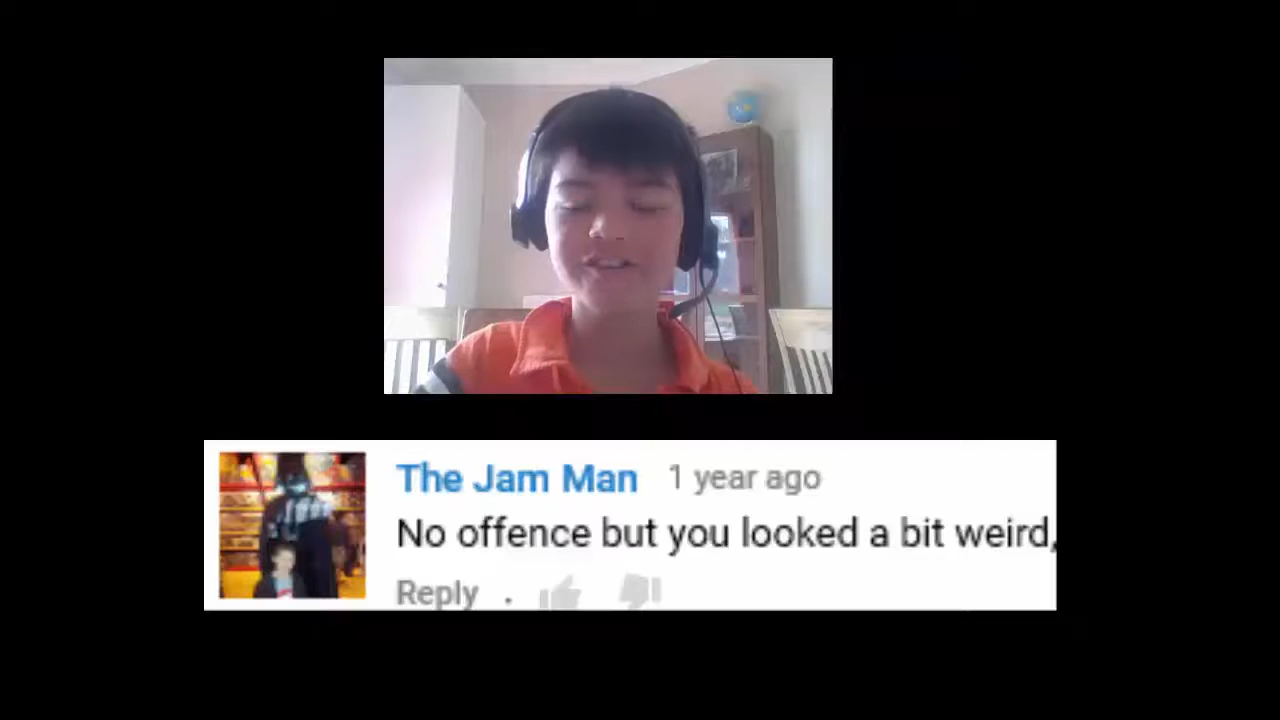 The Jam Man 1 year ago
No offence but you looked a bit weird,
Reply .